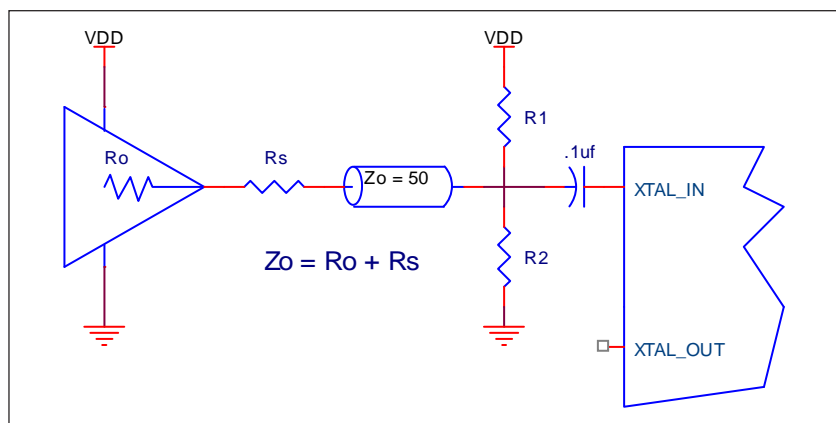 VDD
VDD
R1
Ro
Rs
.1uf
Zo = 50
XTAL_IN
Zo = Ro + Rs
R2
XTAL_OUT